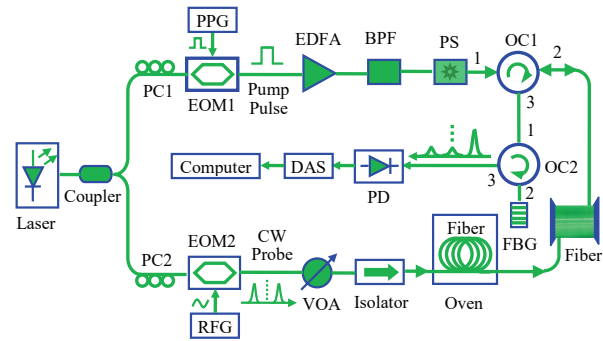 PPG
EDFA
BPF
PS
OC1
1
2
PC1
EOM1
Pump
Pulse
3
1
Computer
DAS
PD
3
OC2
2
Laser
Coupler
FBG
Fiber
EOM2
CW
Probe
Fiber
PC2
VOA
Isolator
Oven
RFG